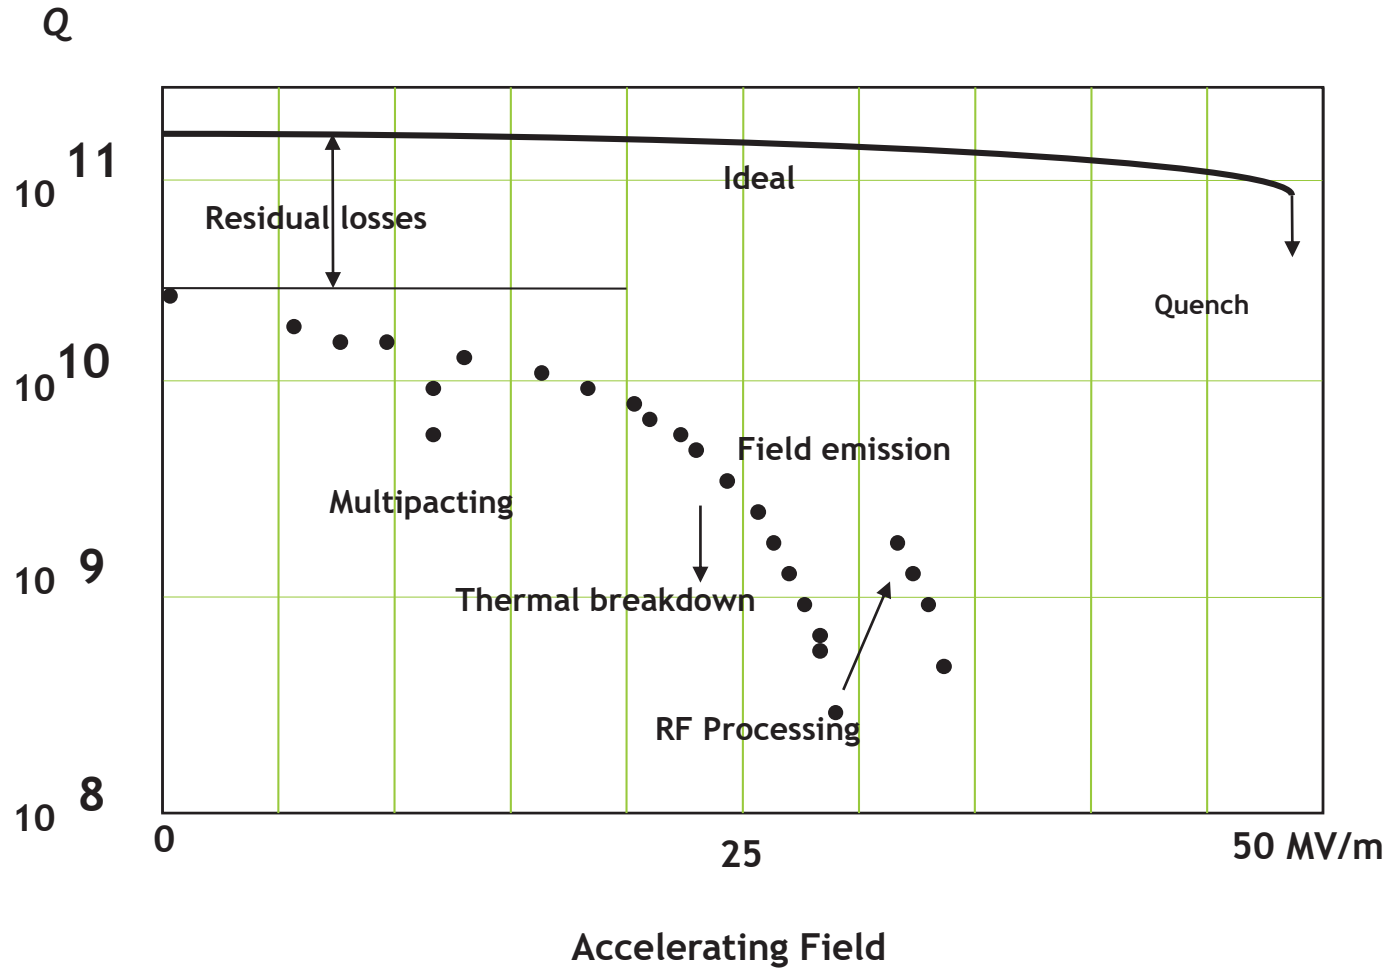 Q
10 11
Ideal
Residual losses
Quench
10 10
Field emission
Multipacting
10 9
Thermal breakdown
RF Processing
10 8
0
25
50 MV/m
Accelerating Field